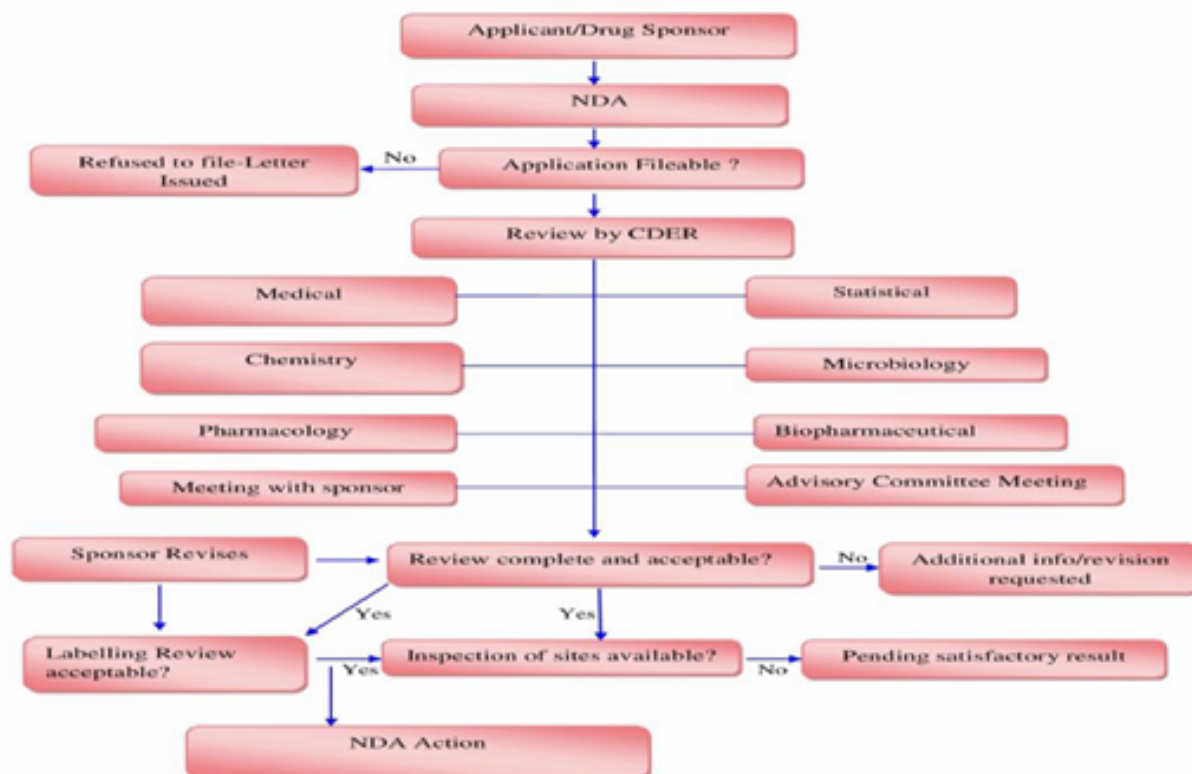 Applicant/Drug Sponsor
NDA
No
Refused to file-Letter
Issued
Application Fileable ?
Review by CDER
Medical
Statistical
Chemistry
Microbiology
Pharmacology
Biopharmaceutical
Meeting with sponsor
Advisory Committee Meeting
Sponsor Revises
Review complete and acceptable?
No
Additional info/revision
requested
Yes
Yes
Labelling Review
acceptable?
Yes
Inspection of sites available?
No
Pending satisfactory result
NDA Action